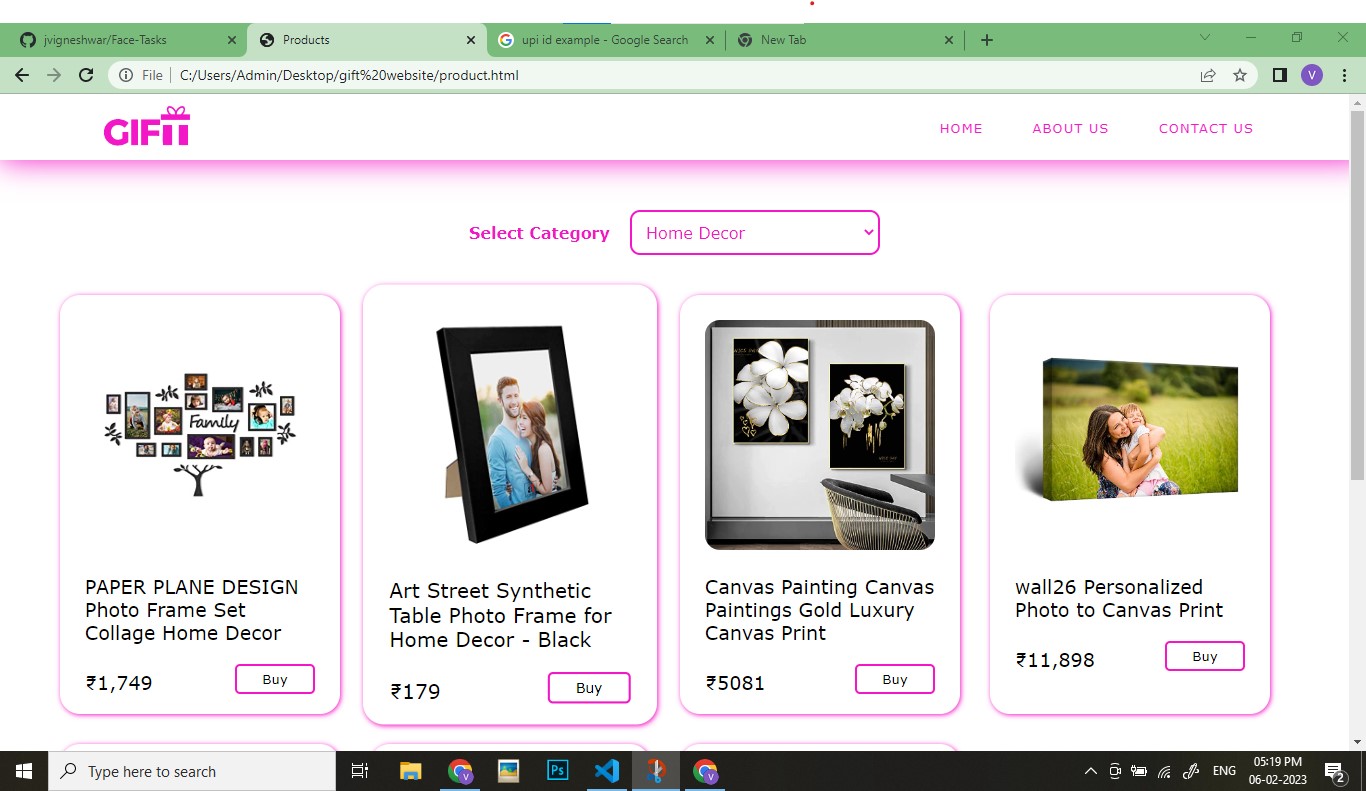 jvigneshwar/Face-Tasks
Products
upi id example - Google Search
New Tab
File
C:/Users/Admin/Desktop/gift%20website/product.html
V
GIFTT
HOME
ABOUT US
CONTACT US
Select Category
Home Decor
Family
PAPER PLANE DESIGN
Photo Frame Set
Collage Home Decor
₹1,749
Buy
Art Street Synthetic
Table Photo Frame for
Home Decor - Black
₹179
Buy
Canvas Painting Canvas
Paintings Gold Luxury
Canvas Print
₹5081
Buy
wall26 Personalized
Photo to Canvas Print
₹11,898
Buy
Type here to search
V
Ps
V
ENG
05:19 PM
06-02-2023
2